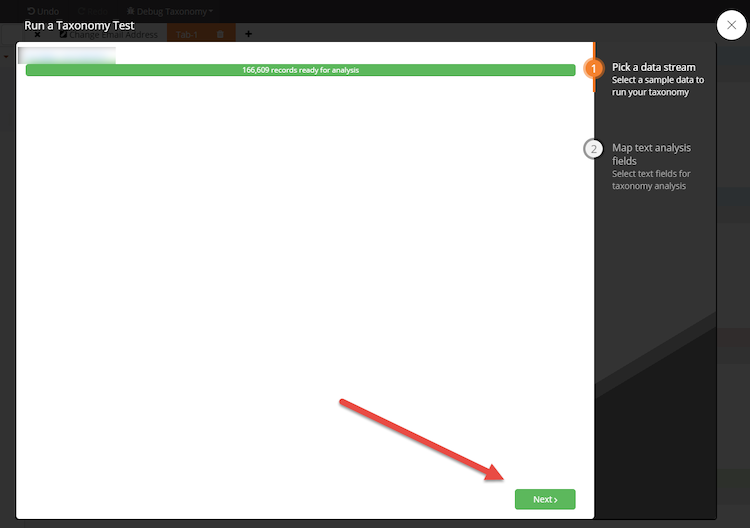 Undo
Debug Taxonomy
Run a Taxonomy Test
Change Email Address
Tab-1
166,609 records ready for analysis
1
Pick a data stream
Select a sample data to
run your taxonomy
2
Map text analysis
fields
Select text fields for
taxonomy analysis
Next ›